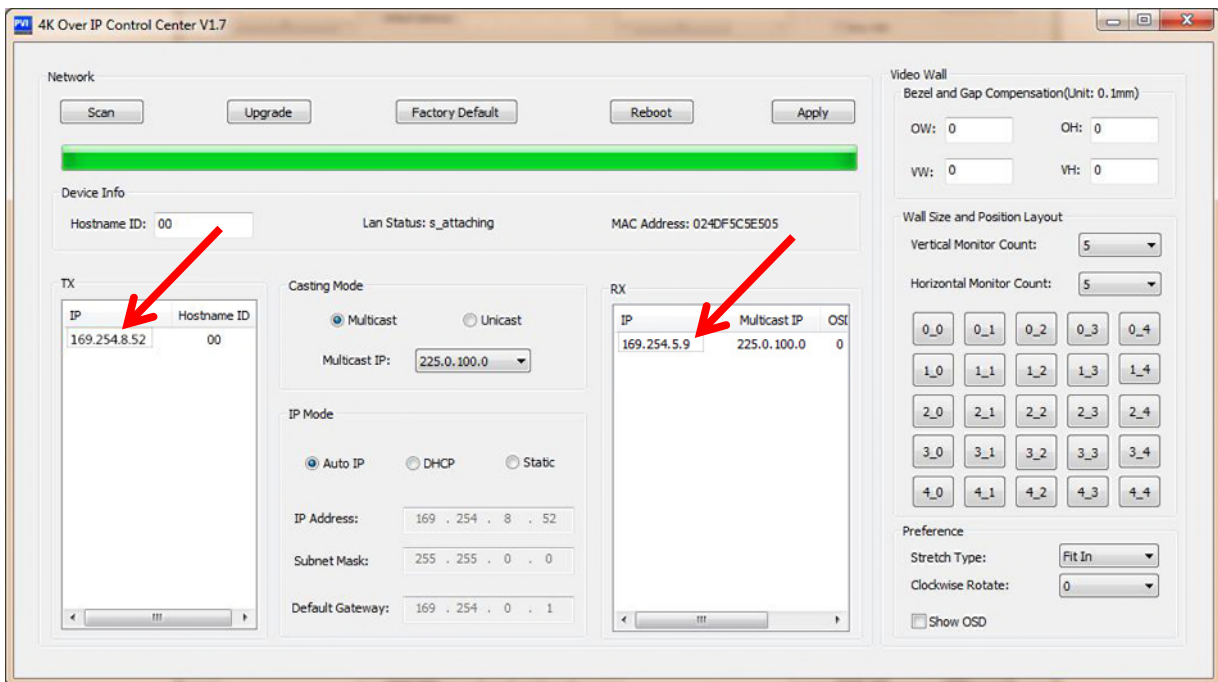 PVI 4K Over IP Control Center V1.7
Network
Scan Upgrade Factory Default Reboot Apply
Device Info
Hostname ID: 00 Lan Status: s_attaching MAC Address: 024DF5C5E505
TX
IP Hostname ID
169.254.8.52 00
Casting Mode
Multicast Unicast
Multicast IP: 225.0.100.0
IP Mode
Auto IP DHCP Static
IP Address: 169 . 254 . 8 . 52
Subnet Mask: 255 . 255 . 0 . 0
Default Gateway: 169 . 254 . 0 . 1
RX
IP Multicast IP OSI
169.254.5.9 225.0.100.0 0
Video Wall
Bezel and Gap Compensation(Unit: 0.1mm)
OW: 0 OH: 0
VW: 0 VH: 0
Wall Size and Position Layout
Vertical Monitor Count: 5
Horizontal Monitor Count: 5
0_0 0_1 0_2 0_3 0_4
1_0 1_1 1_2 1_3 1_4
2_0 2_1 2_2 2_3 2_4
3_0 3_1 3_2 3_3 3_4
4_0 4_1 4_2 4_3 4_4
Preference
Stretch Type: Fit In
Clockwise Rotate: 0
Show OSD